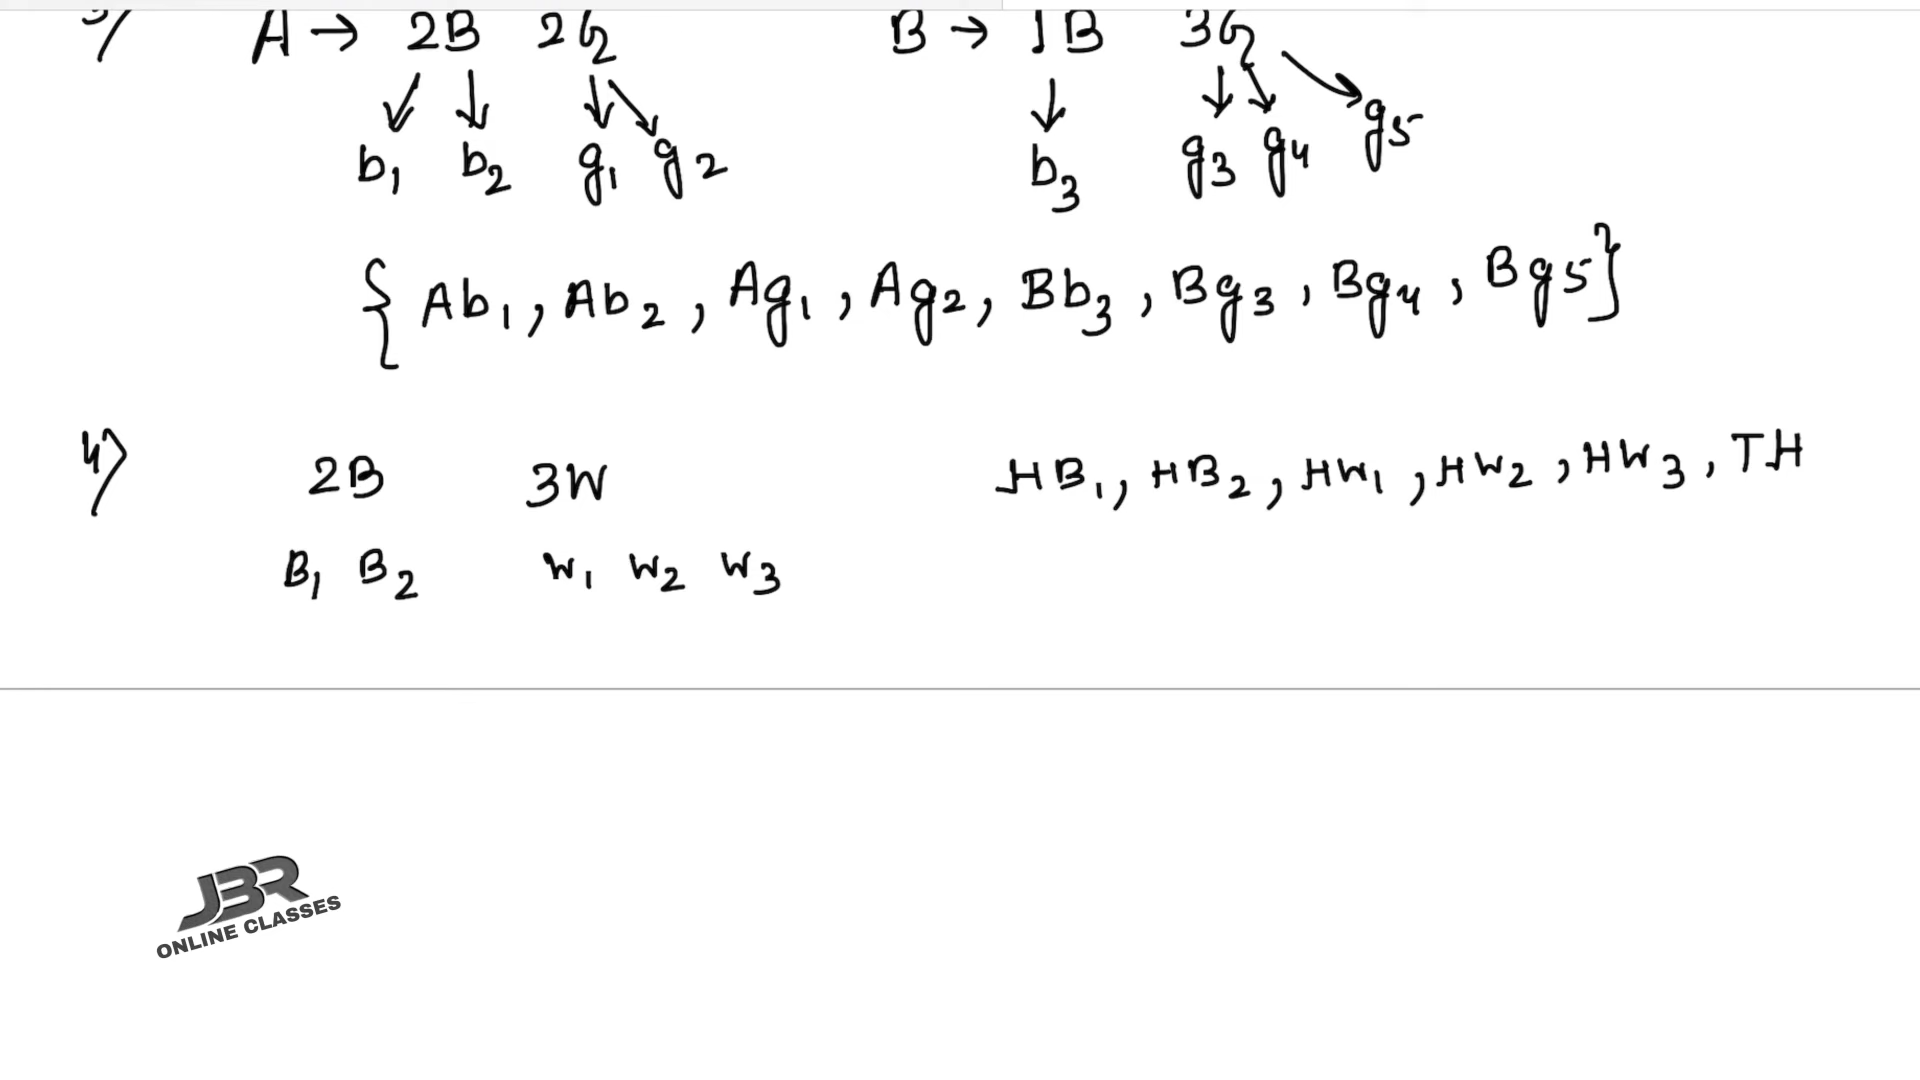 3) A → 2B 2G B → 1B 3G
b1 b2 g1 g2 b3 g3 g4 g5
{ Ab1, Ab2, Ag1, Ag2, Bb3, Bg3, Bg4, Bg5}
4) 2B 3W HB1, HB2, HW1, HW2, HW3, TH
B1 B2 W1 W2 W3
JBR
ONLINE CLASSES